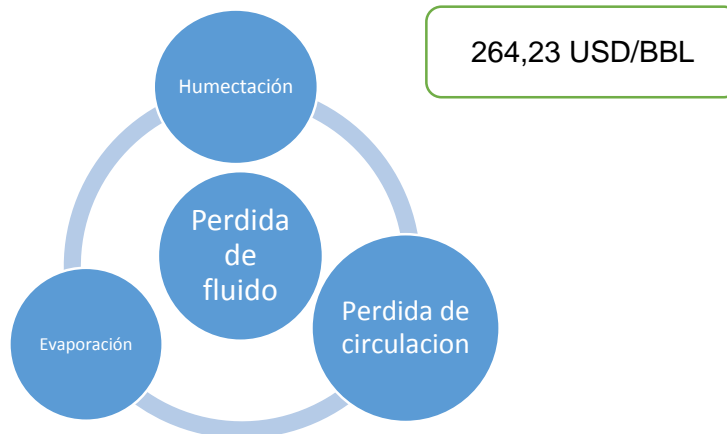 264,23 USD/BBL
Humectación
Perdida
de
fluido
Perdida de
circulacion
Evaporación